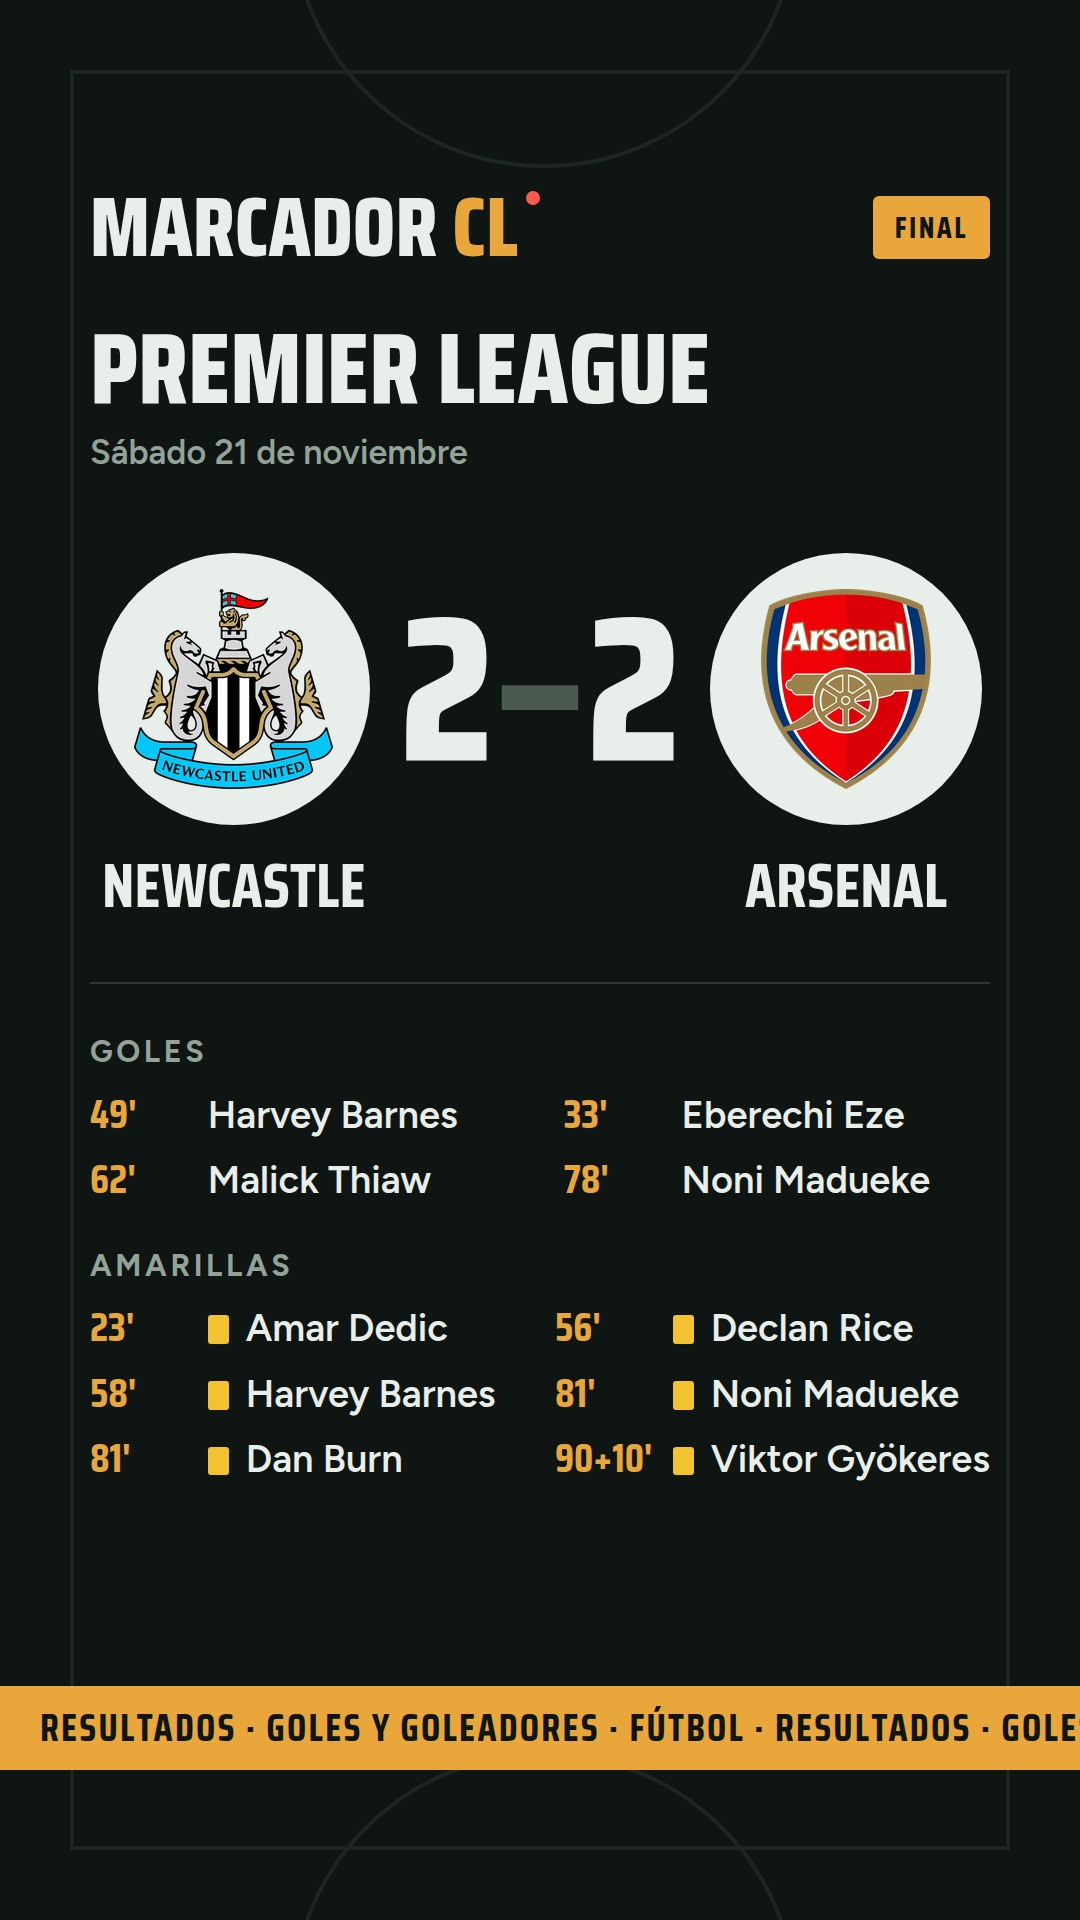 MARCADOR CL
FINAL
PREMIER LEAGUE
Sábado 21 de noviembre
NEWCASTLE UNITED
2-2
Arsenal
NEWCASTLE
ARSENAL
GOLES
49' Harvey Barnes 33' Eberechi Eze
62' Malick Thiaw 78' Noni Madueke
AMARILLAS
23' Amar Dedic 56' Declan Rice
58' Harvey Barnes 81' Noni Madueke
81' Dan Burn 90+10' Viktor Gyökeres
RESULTADOS · GOLES Y GOLEADORES · FÚTBOL · RESULTADOS · GOLES